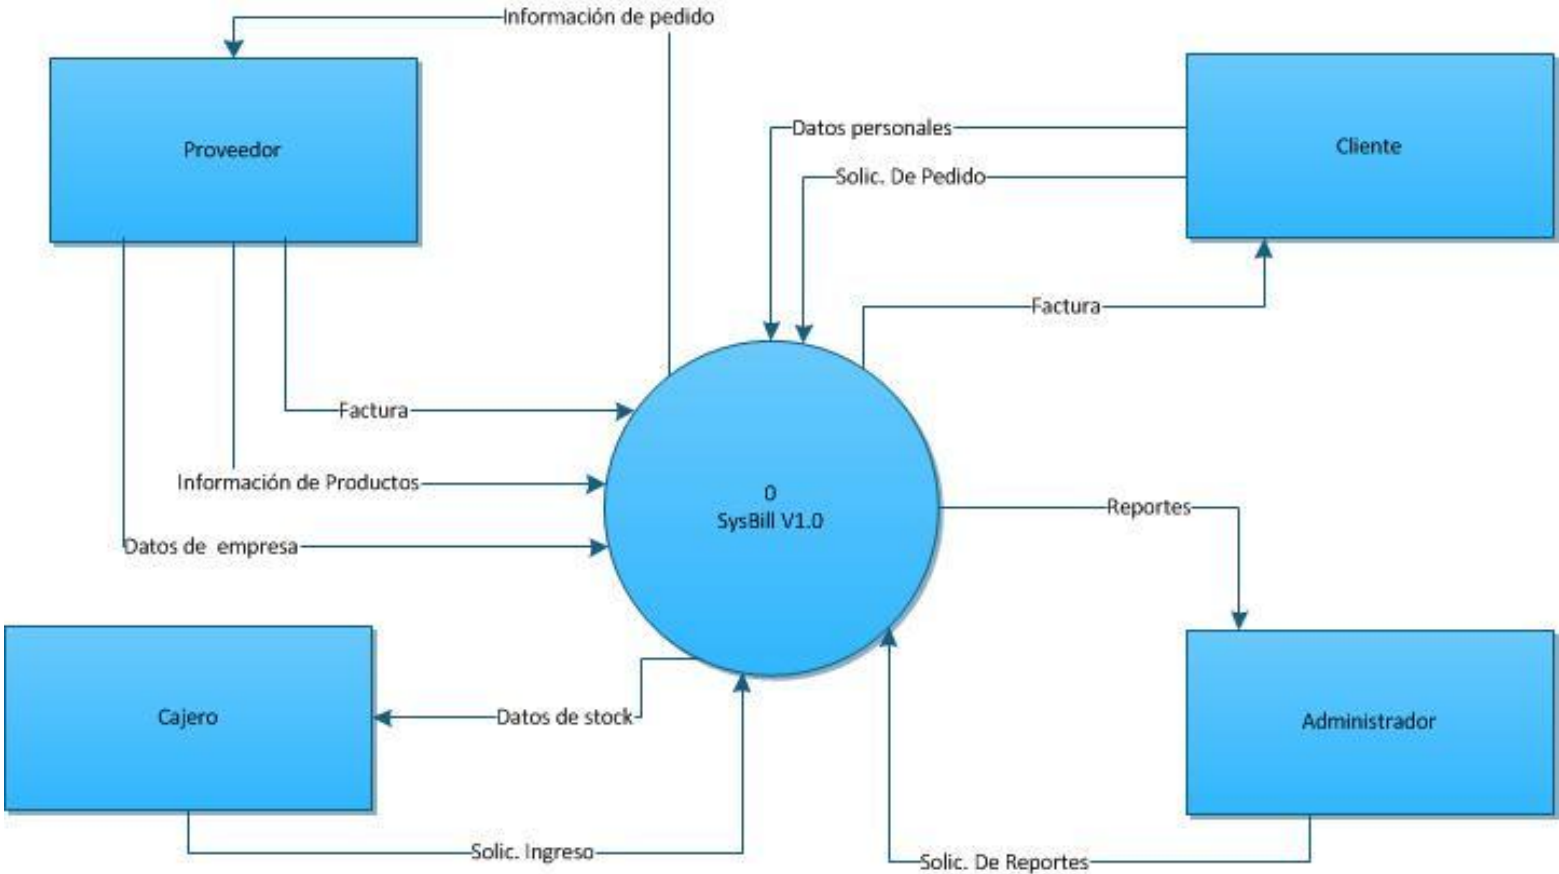 Información de pedido
Proveedor
Datos personales
Cliente
Solic. De Pedido
Factura
Factura
Información de Productos
0
SysBill V1.0
Reportes
Datos de empresa
Cajero
Datos de stock
Administrador
Solic. Ingreso
Solic. De Reportes